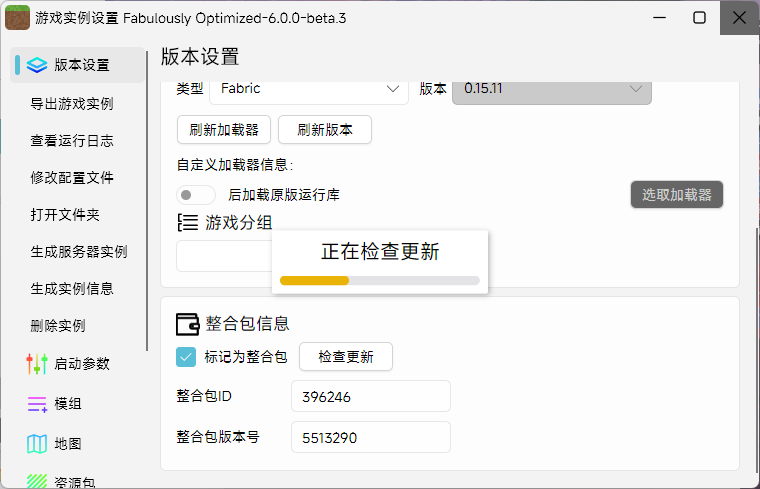 游戏实例设置 Fabulously Optimized-6.0.0-beta.3
版本设置
导出游戏实例
查看运行日志
修改配置文件
打开文件夹
生成服务器实例
生成实例信息
删除实例
启动参数
模组
地图
资源包
版本设置
类型 Fabric 版本 0.15.11
刷新加载器 刷新版本
自定义加载器信息:
后加载原版运行库 选取加载器
游戏分组
正在检查更新
整合包信息
标记为整合包 检查更新
整合包ID 396246
整合包版本号 5513290